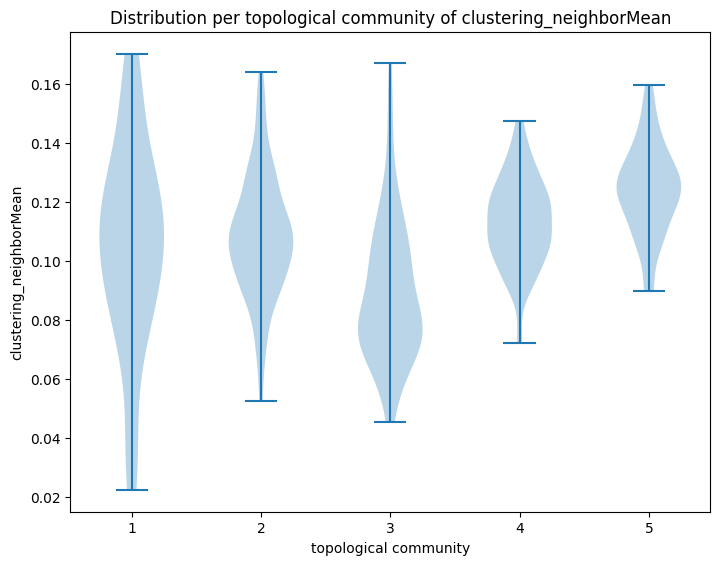 Distribution per topological community of clustering_neighborMean
clustering_neighborMean
0.16
0.14
0.12
0.10
0.08
0.06
0.04
0.02
1 2 3 4 5
topological community